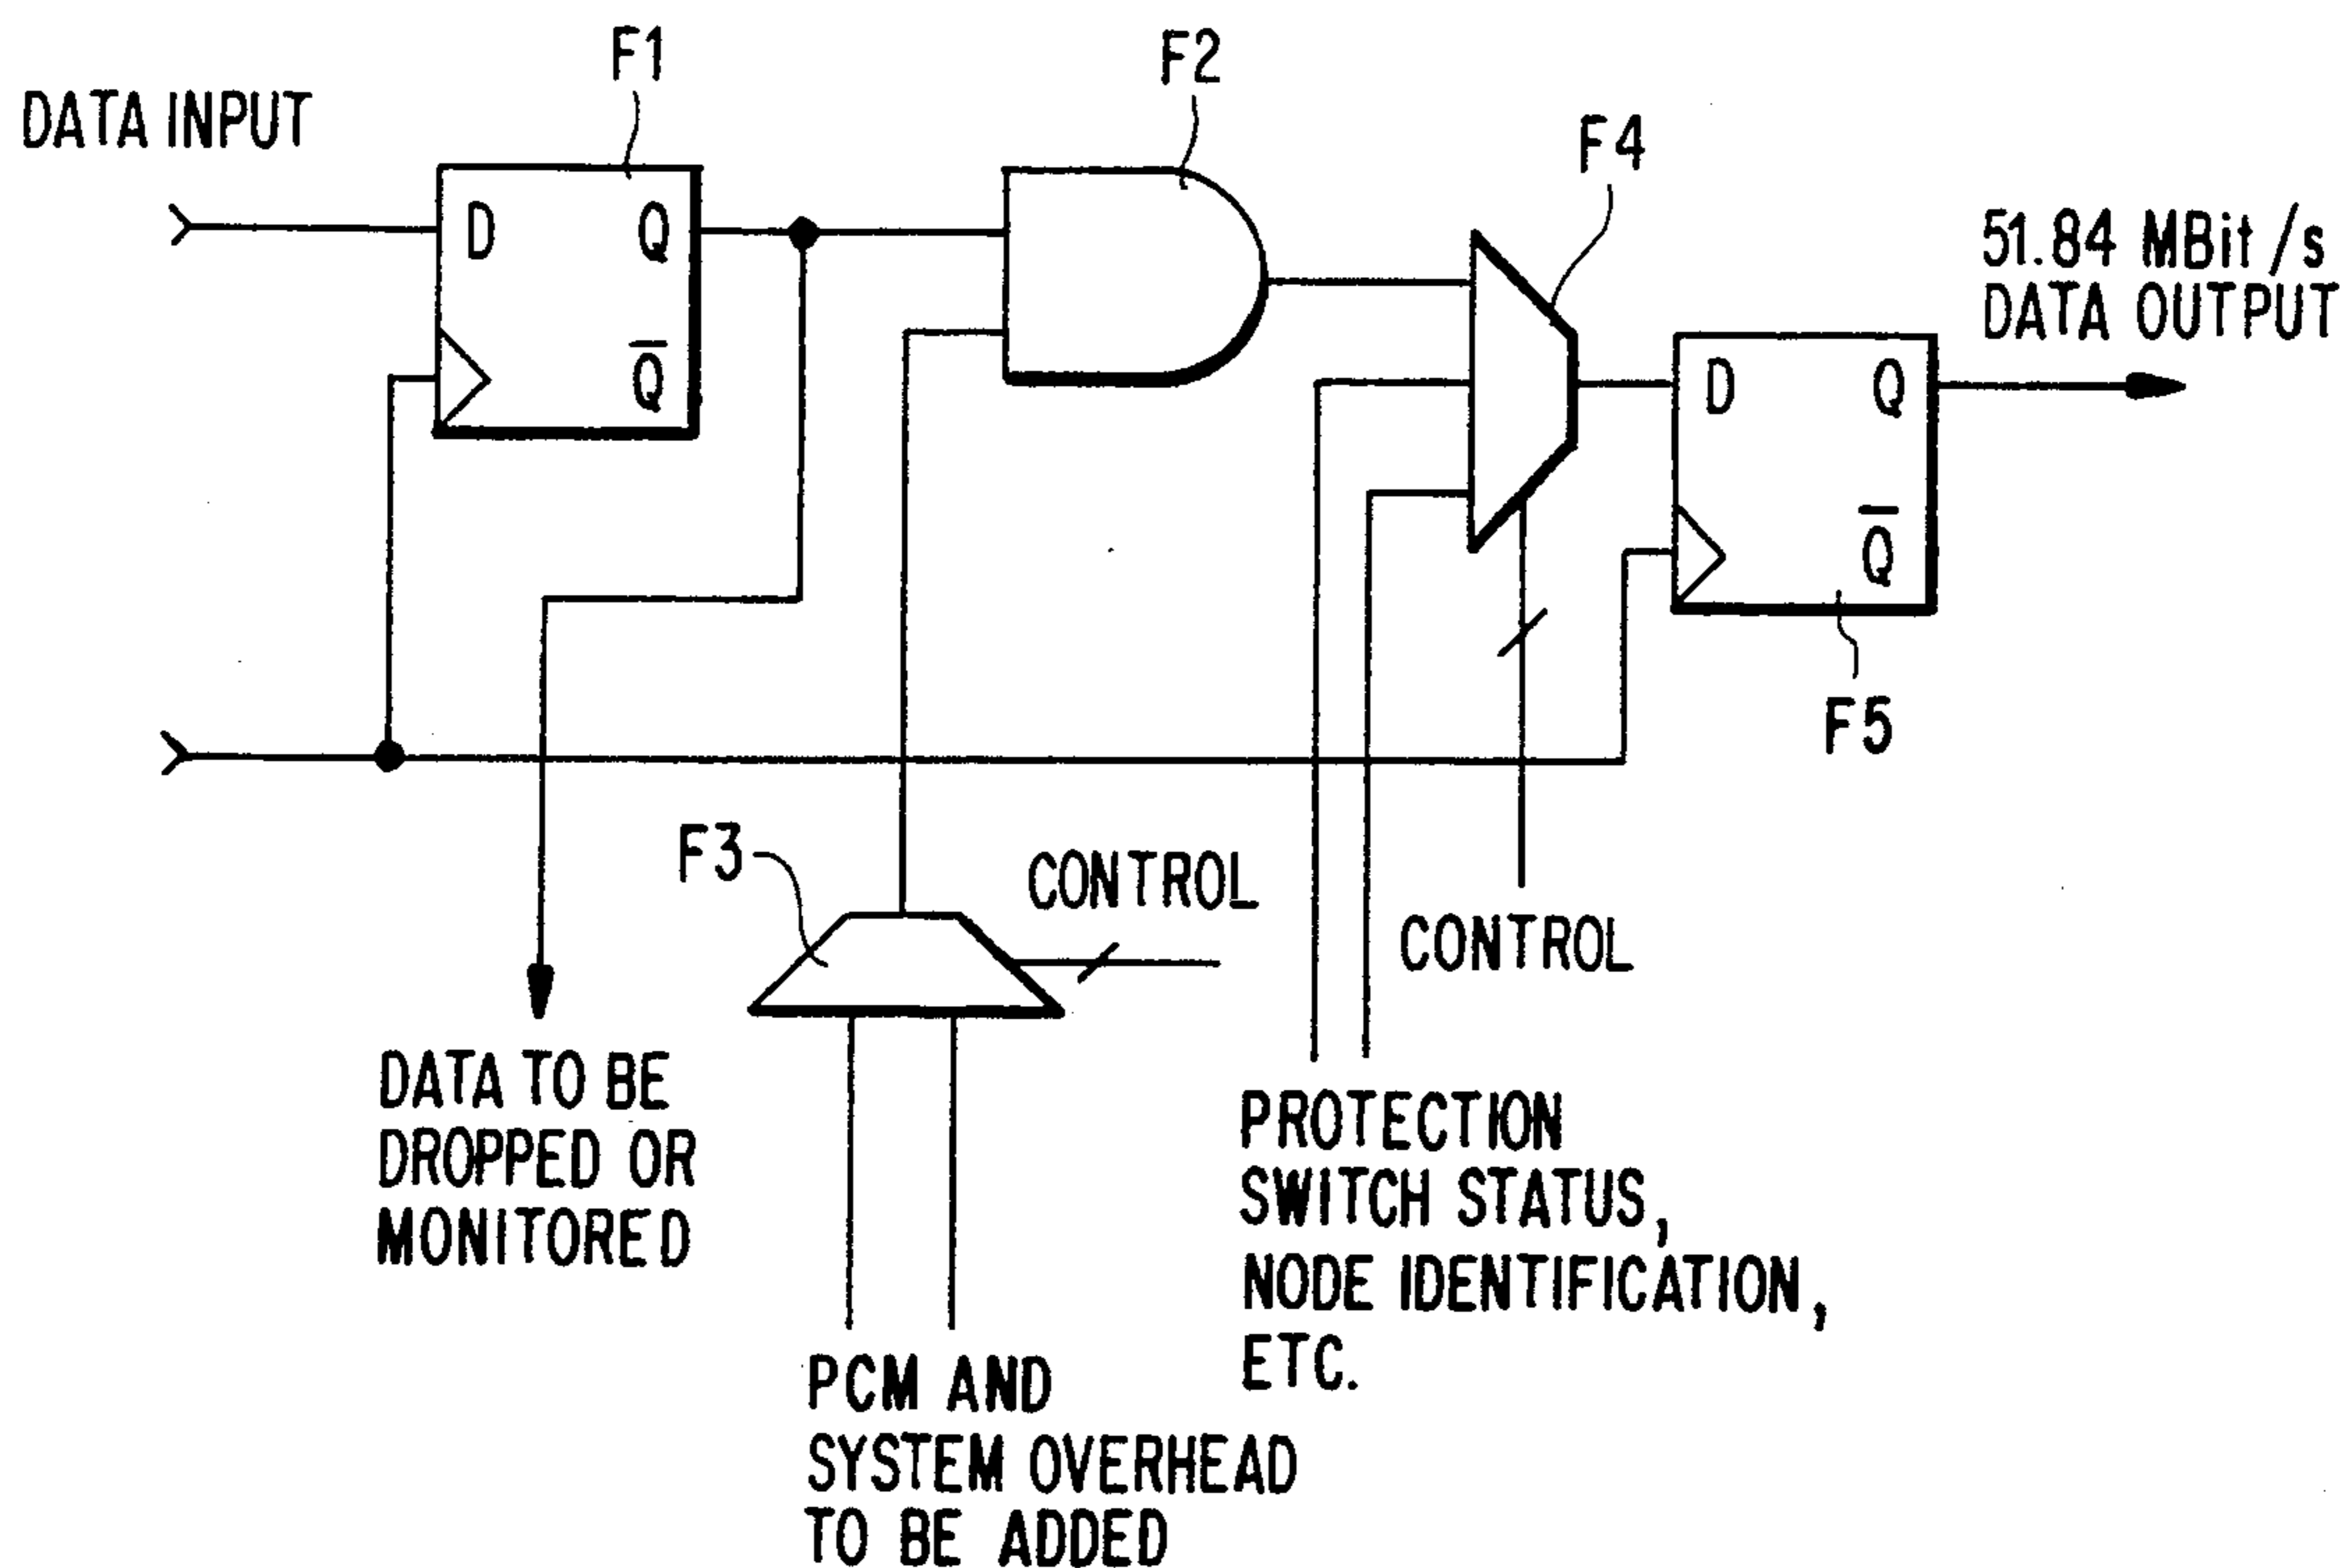 F1
F2
DATA INPUT
F4
51.84 MBit/s
DATA OUTPUT
D
Q
Q̅
D
Q
Q̅
F5
F3
CONTROL
CONTROL
DATA TO BE
DROPPED OR
MONITORED
PROTECTION
SWITCH STATUS,
NODE IDENTIFICATION,
ETC.
PCM AND
SYSTEM OVERHEAD
TO BE ADDED